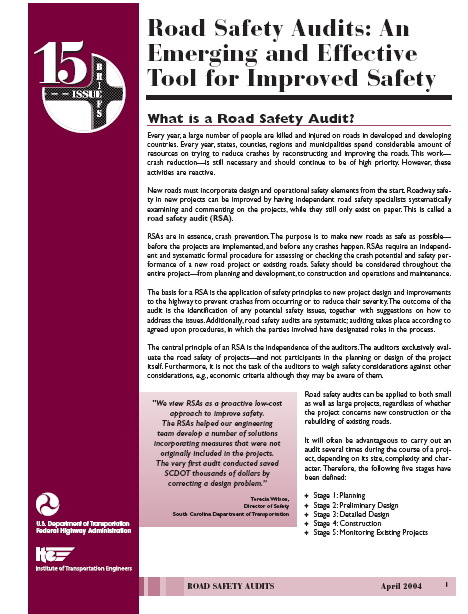 15
BRIEFS
ISSUE
Road Safety Audits: An
Emerging and Effective
Tool for Improved Safety
What is a Road Safety Audit?
Every year, a large number of people are killed and injured on roads in developed and developing
countries. Every year, states, counties, regions and municipalities spend considerable amount of
resources on trying to reduce crashes by reconstructing and improving the roads. This work—
crash reduction—is still necessary and should continue to be of high priority. However, these
activities are reactive.
New roads must incorporate design and operational safety elements from the start. Roadway safe-
ty in new projects can be improved by having independent road safety specialists systematically
examining and commenting on the projects, while they still only exist on paper. This is called a
road safety audit (RSA).
RSAs are in essence, crash prevention. The purpose is to make new roads as safe as possible—
before the projects are implemented, and before any crashes happen. RSAs require an independ-
ent and systematic formal procedure for assessing or checking the crash potential and safety per-
formance of a new road project or existing roads. Safety should be considered throughout the
entire project—from planning and development, to construction and operations and maintenance.
The basis for a RSA is the application of safety principles to new project design and improvements
to the highway to prevent crashes from occurring or to reduce their severity. The outcome of the
audit is the identification of any potential safety issues, together with suggestions on how to
address the issues. Additionally, road safety audits are systematic; auditing takes place according to
agreed upon procedures, in which the parties involved have designated roles in the process.
The central principle of an RSA is the independence of the auditors. The auditors exclusively eval-
uate the road safety of projects—and not participants in the planning or design of the project
itself. Furthermore, it is not the task of the auditors to weigh safety considerations against other
considerations, e.g., economic criteria although they may be aware of them.
"We view RSAs as a proactive low-cost
approach to improve safety.
The RSAs helped our engineering
team develop a number of solutions
incorporating measures that were not
originally included in the projects.
The very first audit conducted saved
SCDOT thousands of dollars by
correcting a design problem."
Terecia Wilson,
Director of Safety
South Carolina Department of Transportation
Road safety audits can be applied to both small
as well as large projects, regardless of whether
the project concerns new construction or the
rebuilding of existing roads.
It will often be advantageous to carry out an
audit several times during the course of a proj-
ect, depending on its size, complexity and char-
acter. Therefore, the following five stages have
been defined:
+ Stage 1: Planning
+ Stage 2: Preliminary Design
+ Stage 3: Detailed Design
+ Stage 4: Construction
+ Stage 5: Monitoring Existing Projects
U.S. Department of Transportation
Federal Highway Administration
ite
Institute of Transportation Engineers
ROAD SAFETY AUDITS April 2004 1